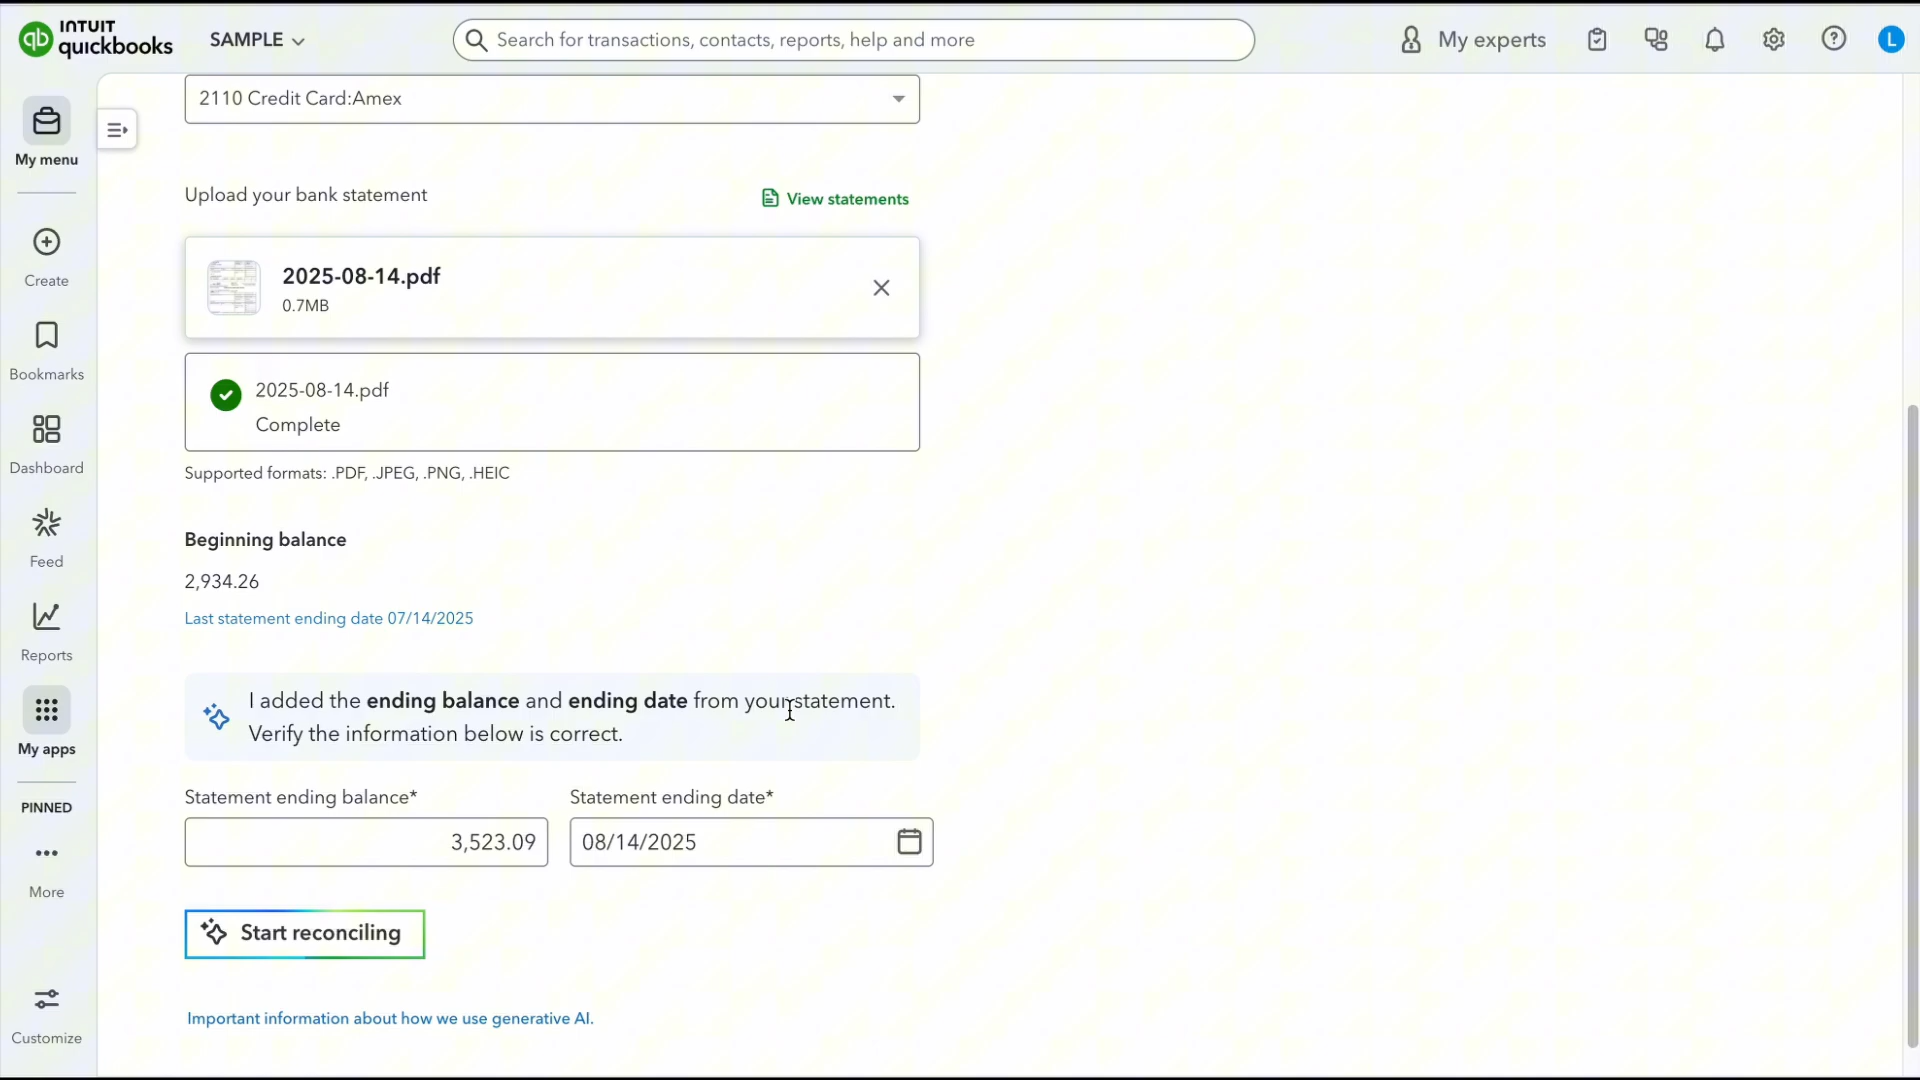 INTUIT
quickbooks
SAMPLE
Search for transactions, contacts, reports, help and more
My experts
L
My menu
Create
Bookmarks
Dashboard
Feed
Reports
My apps
PINNED
More
Customize
2110 Credit Card:Amex
Upload your bank statement
View statements
2025-08-14.pdf
0.7MB
2025-08-14.pdf
Complete
Supported formats: .PDF, .JPEG, .PNG, .HEIC
Beginning balance
2,934.26
Last statement ending date 07/14/2025
I added the ending balance and ending date from your statement.
Verify the information below is correct.
Statement ending balance*
Statement ending date*
3,523.09
08/14/2025
Start reconciling
Important information about how we use generative AI.